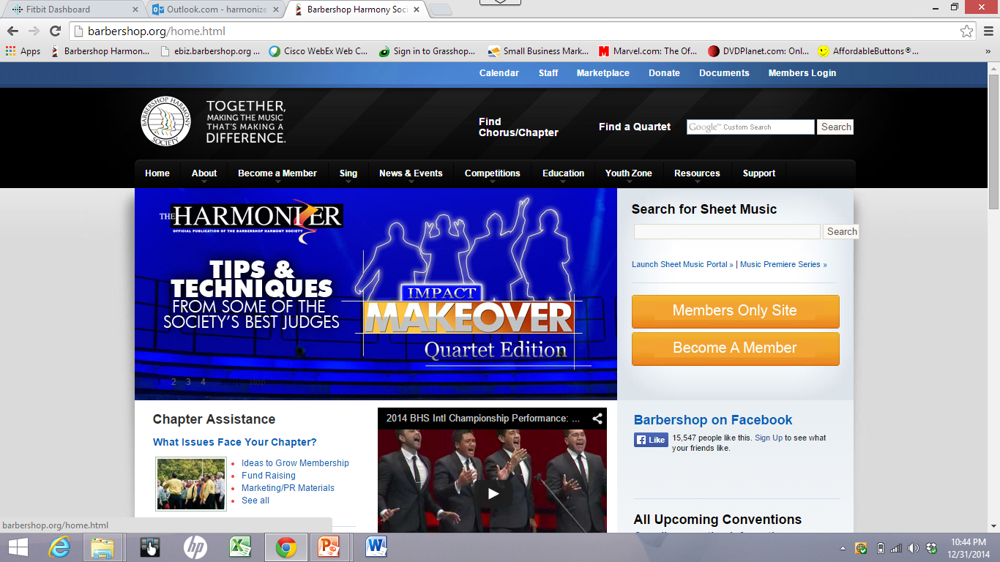 Fitbit Dashboard
Outlook.com - harmonize
Barbershop Harmony Soci
barbershop.org/home.html
Apps
Barbershop Harmon...
ebiz.barbershop.org ...
Cisco WebEx Web C...
Sign in to Grasshop...
Small Business Mark...
Marvel.com: The Of...
DVDPlanet.com: Onl...
AffordableButtons®...
»
Calendar
Staff
Marketplace
Donate
Documents
Members Login
BARBERSHOP HARMONY SOCIETY
TOGETHER,
MAKING THE MUSIC
THAT'S MAKING A
DIFFERENCE.
Find
Chorus/Chapter
Find a Quartet
Google™ Custom Search
Search
Home
About
Become a Member
Sing
News & Events
Competitions
Education
Youth Zone
Resources
Support
THE HARMONIZER
OFFICIAL PUBLICATION OF THE BARBERSHOP HARMONY SOCIETY
TIPS &
TECHNIQUES
FROM SOME OF THE
SOCIETY'S BEST JUDGES
IMPACT
MAKEOVER
Quartet Edition
2 3 4
stop
Search for Sheet Music
Search
Launch Sheet Music Portal » | Music Premiere Series »
Members Only Site
Become A Member
Chapter Assistance
What Issues Face Your Chapter?
Ideas to Grow Membership
Fund Raising
Marketing/PR Materials
See all
2014 BHS Intl Championship Performance: ...
Barbershop on Facebook
Like
15,547 people like this. Sign Up to see what
your friends like.
All Upcoming Conventions
barbershop.org/home.html
hp
10:44 PM
12/31/2014